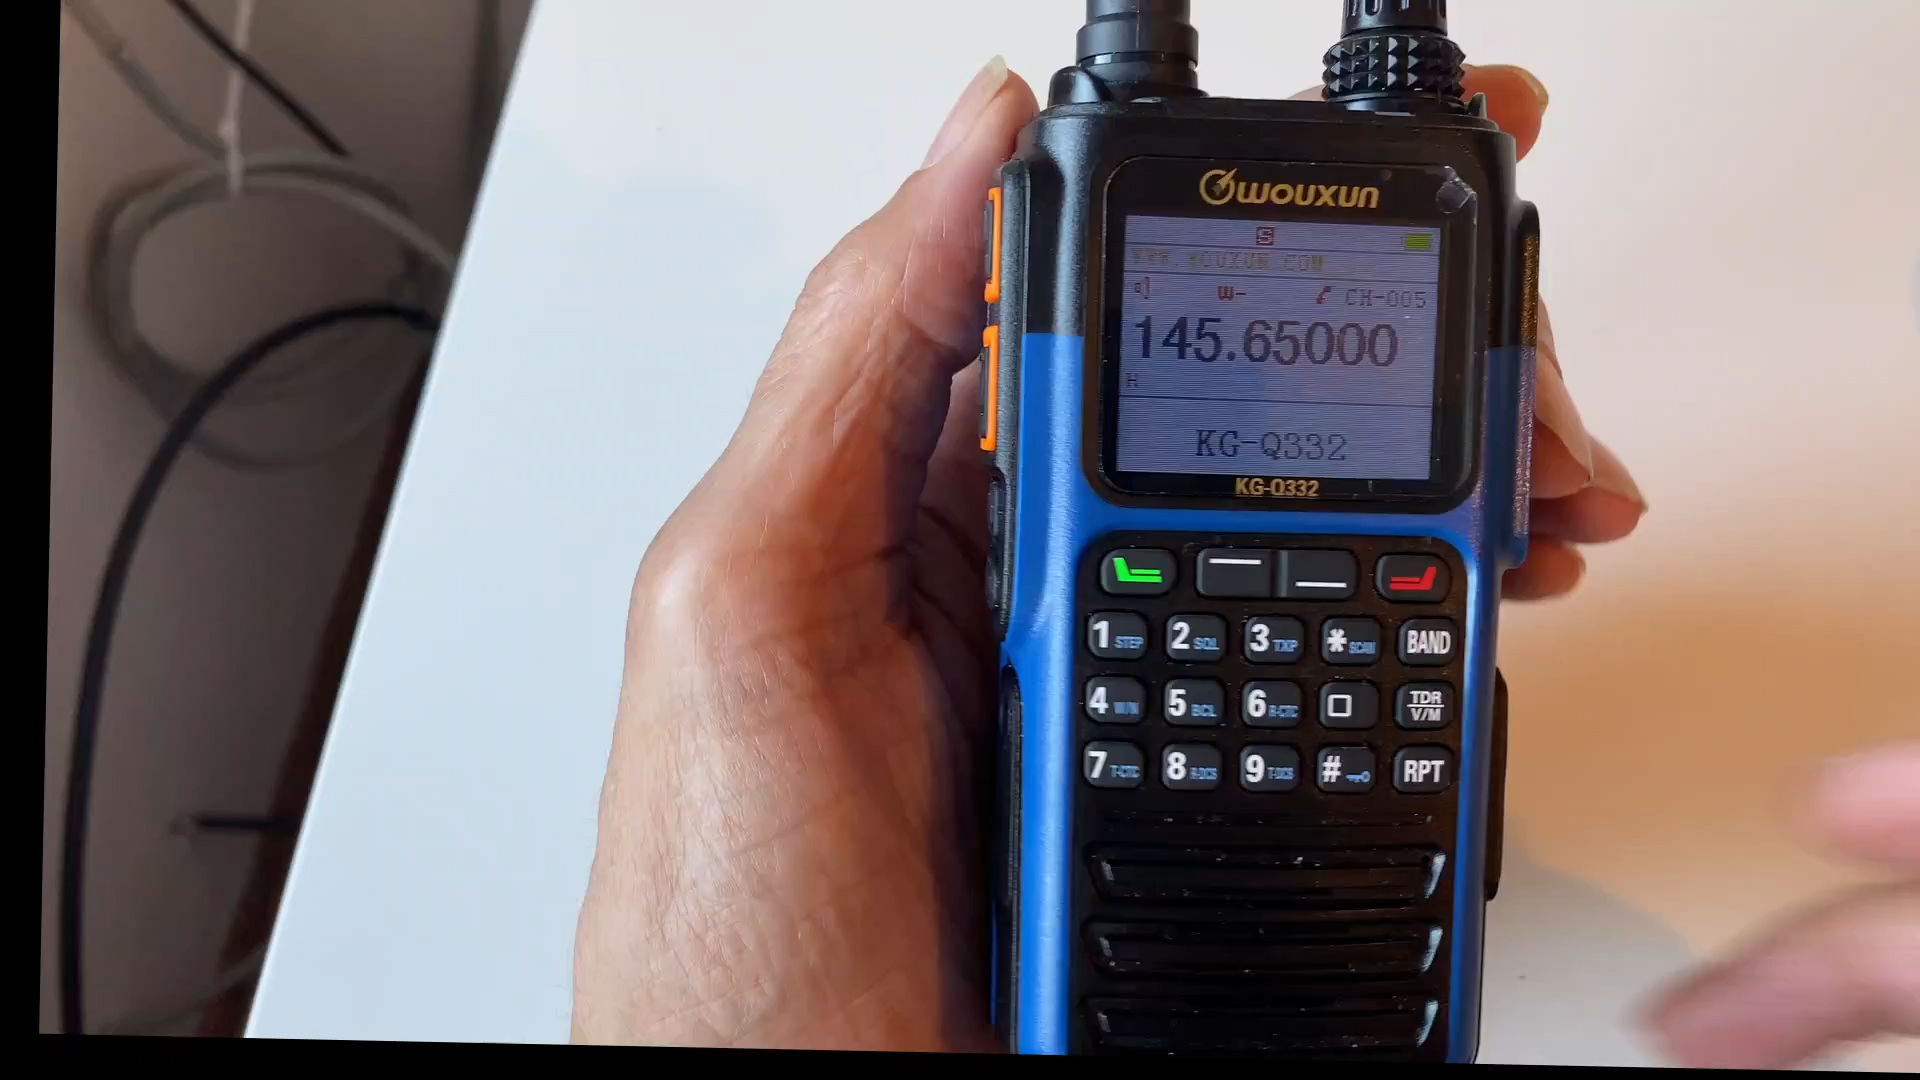 WOUXUN
S
WWW.WOUXUN.COM
W- CH-005
145.65000
H
KG-Q332
KG-Q332
1 STEP 2 SQL 3 TXP * SCAN BAND
4 W/N 5 BCL 6 R-CTC TDR V/M
7 T-CTC 8 R-DCS 9 T-DCS # RPT